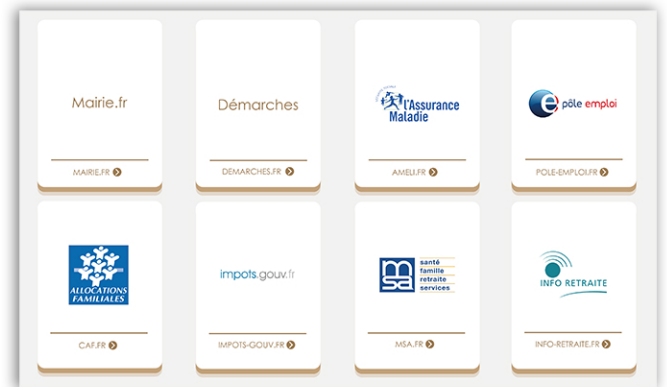 Mairie.fr
Démarches
l'Assurance
Maladie
pôle emploi
MAIRIE.FR
DEMARCHES.FR
AMELI.FR
POLE-EMPLOI.FR
ALLOCATIONS
FAMILIALES
impots.gouv.fr
msa
santé
famille
retraite
services
INFO RETRAITE
CAF.FR
IMPOTS-GOUV.FR
MSA.FR
INFO-RETRAITE.FR